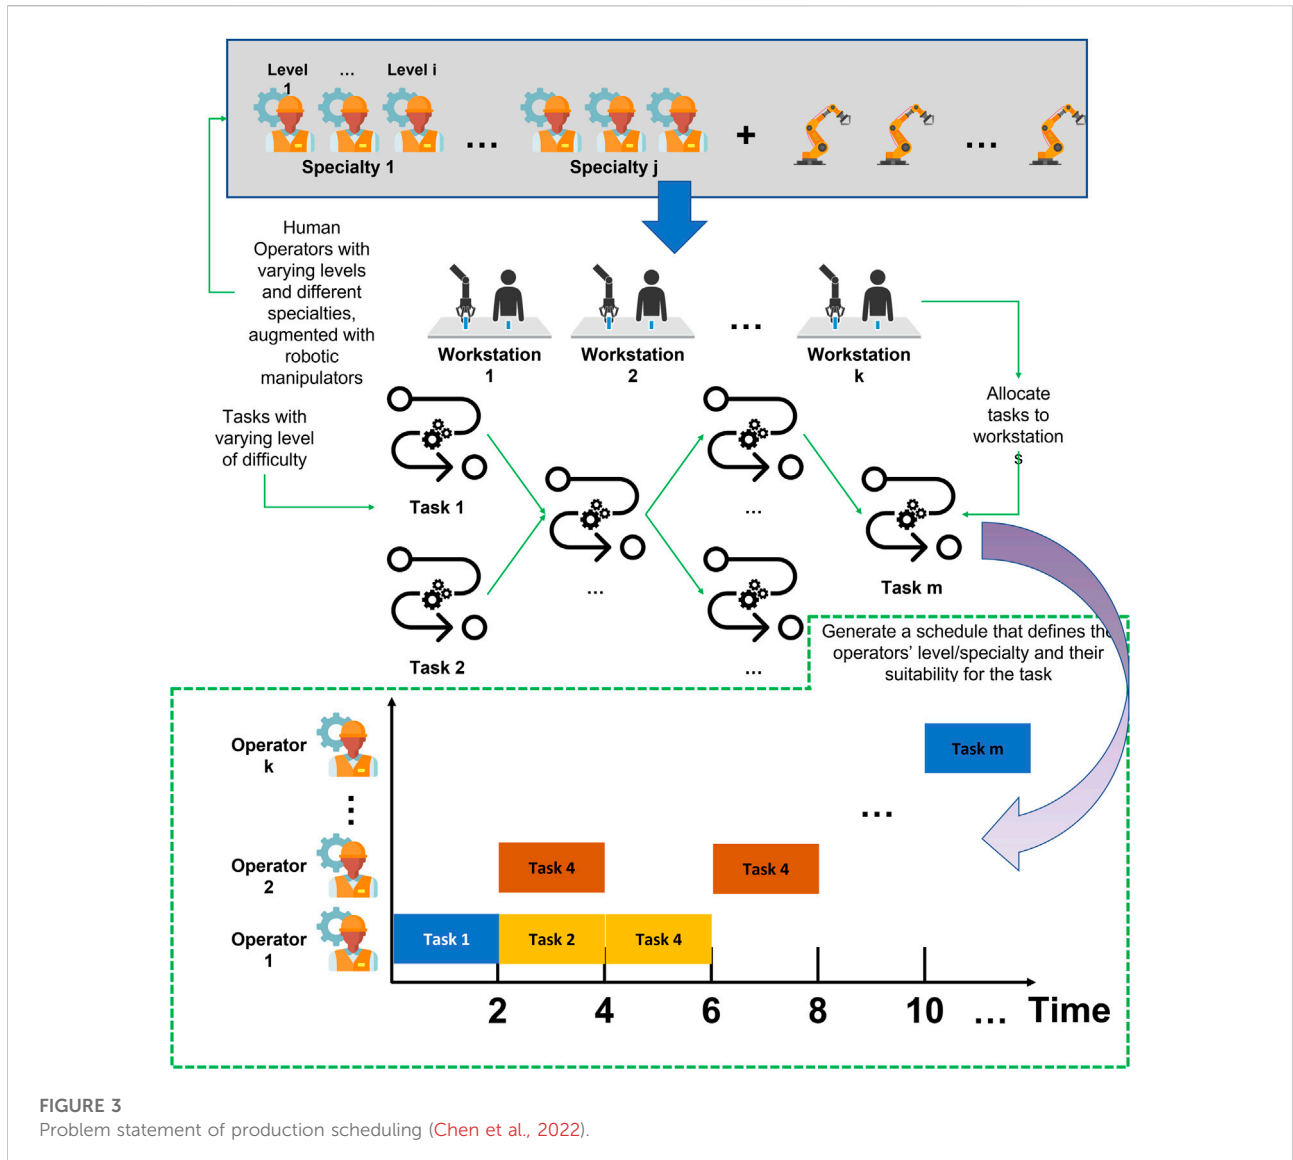 Level … Level i
1
… + …
Specialty 1 Specialty j
Human
Operators with
varying levels
and different
specialties,
augmented with
robotic
manipulators
…
Workstation Workstation Workstation
1 2 k
Tasks with
varying level
of difficulty
Allocate
tasks to
workstation
s
Task 1
…
…
Task m
Task 2
…
Generate a schedule that defines the
operators’ level/specialty and their
suitability for the task
Operator
k
Task m
…
…
Operator
2
Task 4 Task 4
Operator
1
Task 1 Task 2 Task 4
2 4 6 8 10 … Time
FIGURE 3
Problem statement of production scheduling (Chen et al., 2022).